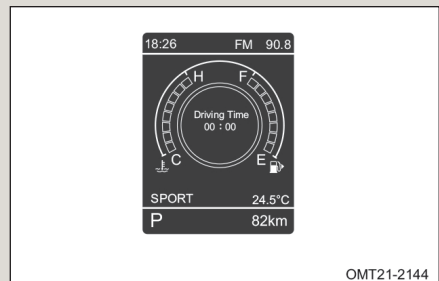 18:26 FM 90.8
H F
Driving Time
00 : 00
C E
SPORT 24.5°C
P 82km
OMT21-2144